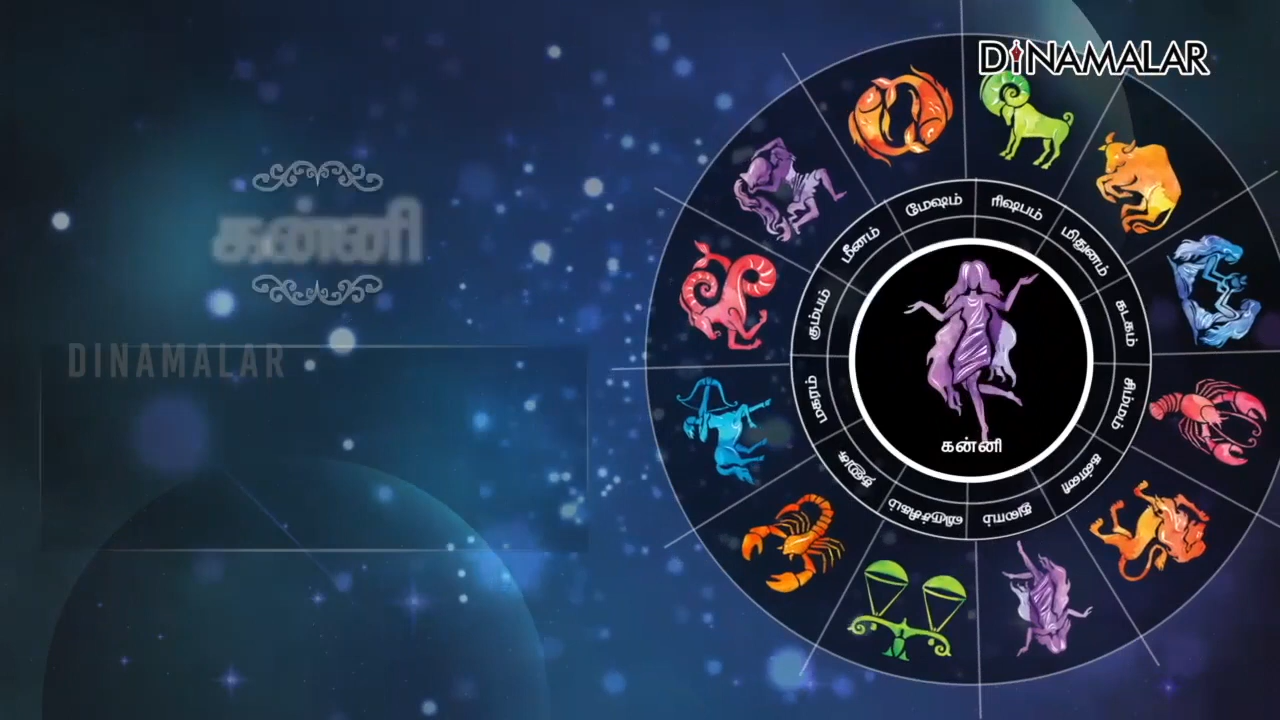 DINAMALAR
கன்னி
DINAMALAR
மேஷம்
ரிஷபம்
மிதுனம்
கடகம்
சிம்மம்
கன்னி
துலாம்
விருச்சிகம்
தனுசு
மகரம்
கும்பம்
மீனம்
கன்னி